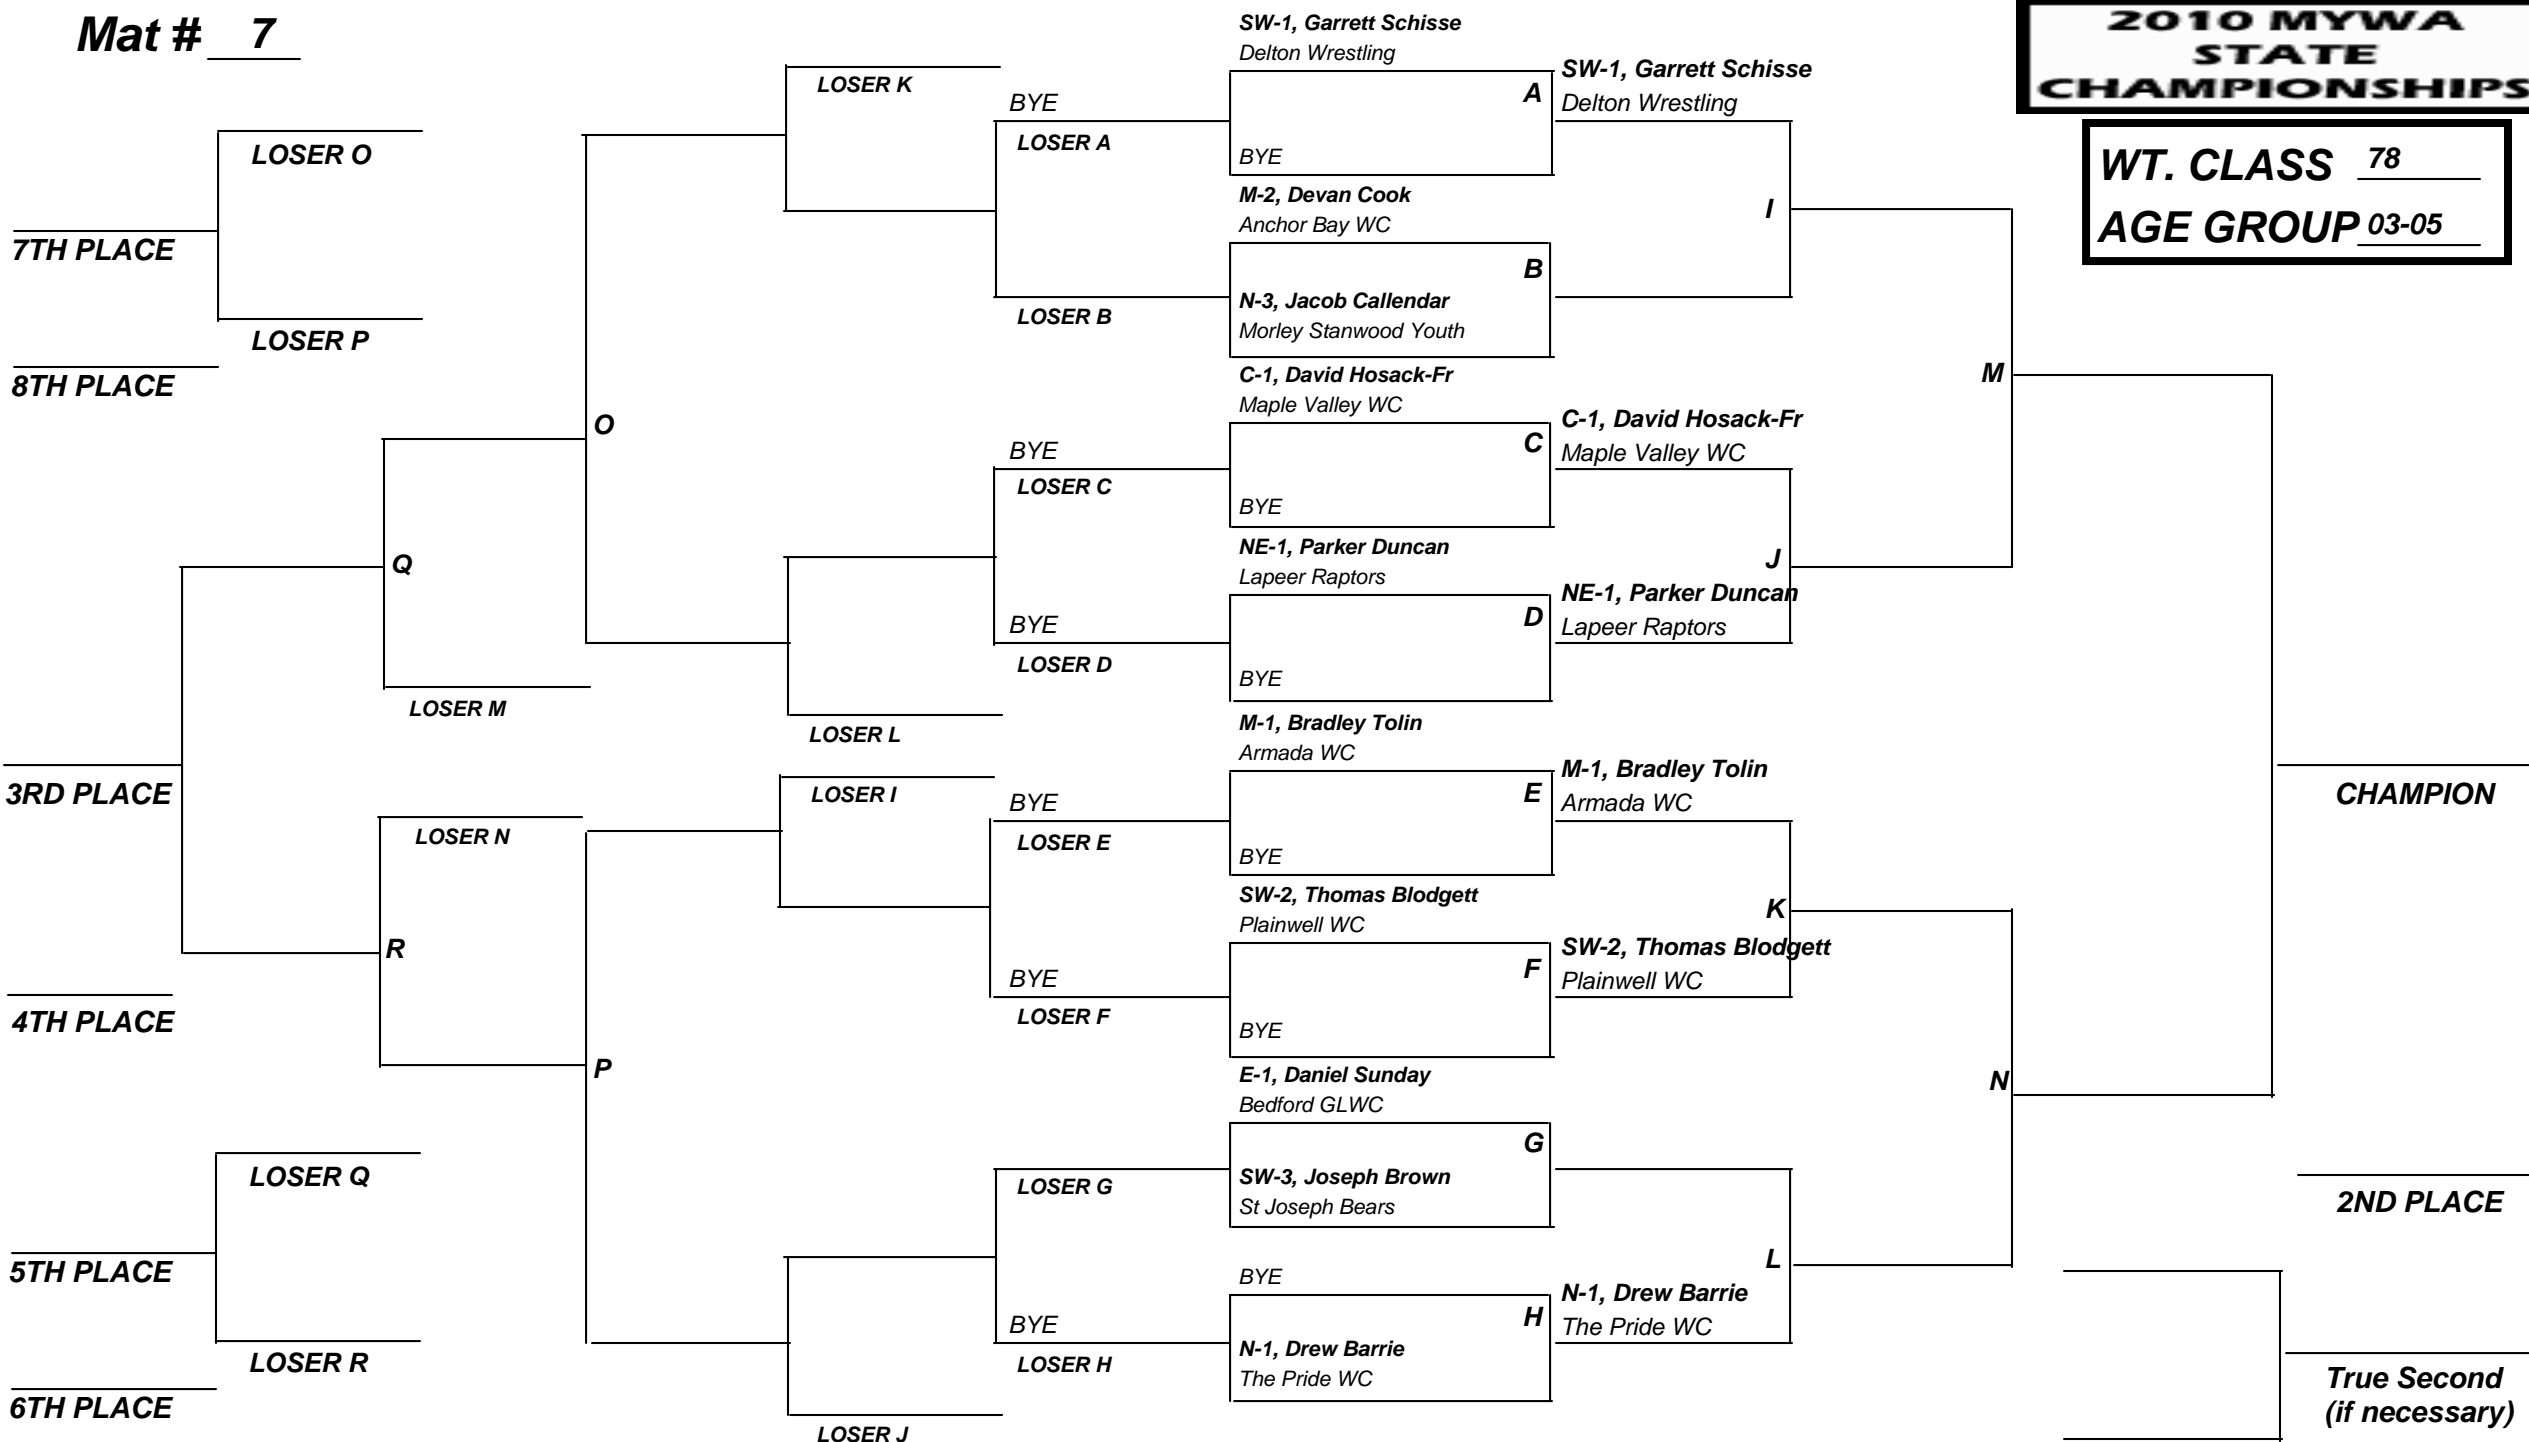 Mat # 7
2010 MYWA
STATE
CHAMPIONSHIPS
WT. CLASS 78
AGE GROUP 03-05
LOSER O
7TH PLACE
LOSER P
8TH PLACE
O
Q
LOSER M
3RD PLACE
LOSER N
R
4TH PLACE
P
LOSER Q
5TH PLACE
LOSER R
6TH PLACE
LOSER K
BYE
LOSER A
LOSER B
BYE
LOSER C
BYE
LOSER D
LOSER L
LOSER I
BYE
LOSER E
BYE
LOSER F
LOSER G
BYE
LOSER H
LOSER J
SW-1, Garrett Schisse
Delton Wrestling
A
BYE
M-2, Devan Cook
Anchor Bay WC
B
N-3, Jacob Callendar
Morley Stanwood Youth
C-1, David Hosack-Fr
Maple Valley WC
C
BYE
NE-1, Parker Duncan
Lapeer Raptors
D
BYE
M-1, Bradley Tolin
Armada WC
E
BYE
SW-2, Thomas Blodgett
Plainwell WC
F
BYE
E-1, Daniel Sunday
Bedford GLWC
G
SW-3, Joseph Brown
St Joseph Bears
BYE
H
N-1, Drew Barrie
The Pride WC
SW-1, Garrett Schisse
Delton Wrestling
I
C-1, David Hosack-Fr
Maple Valley WC
J
NE-1, Parker Duncan
Lapeer Raptors
M-1, Bradley Tolin
Armada WC
K
SW-2, Thomas Blodgett
Plainwell WC
L
N-1, Drew Barrie
The Pride WC
M
N
CHAMPION
2ND PLACE
True Second
(if necessary)